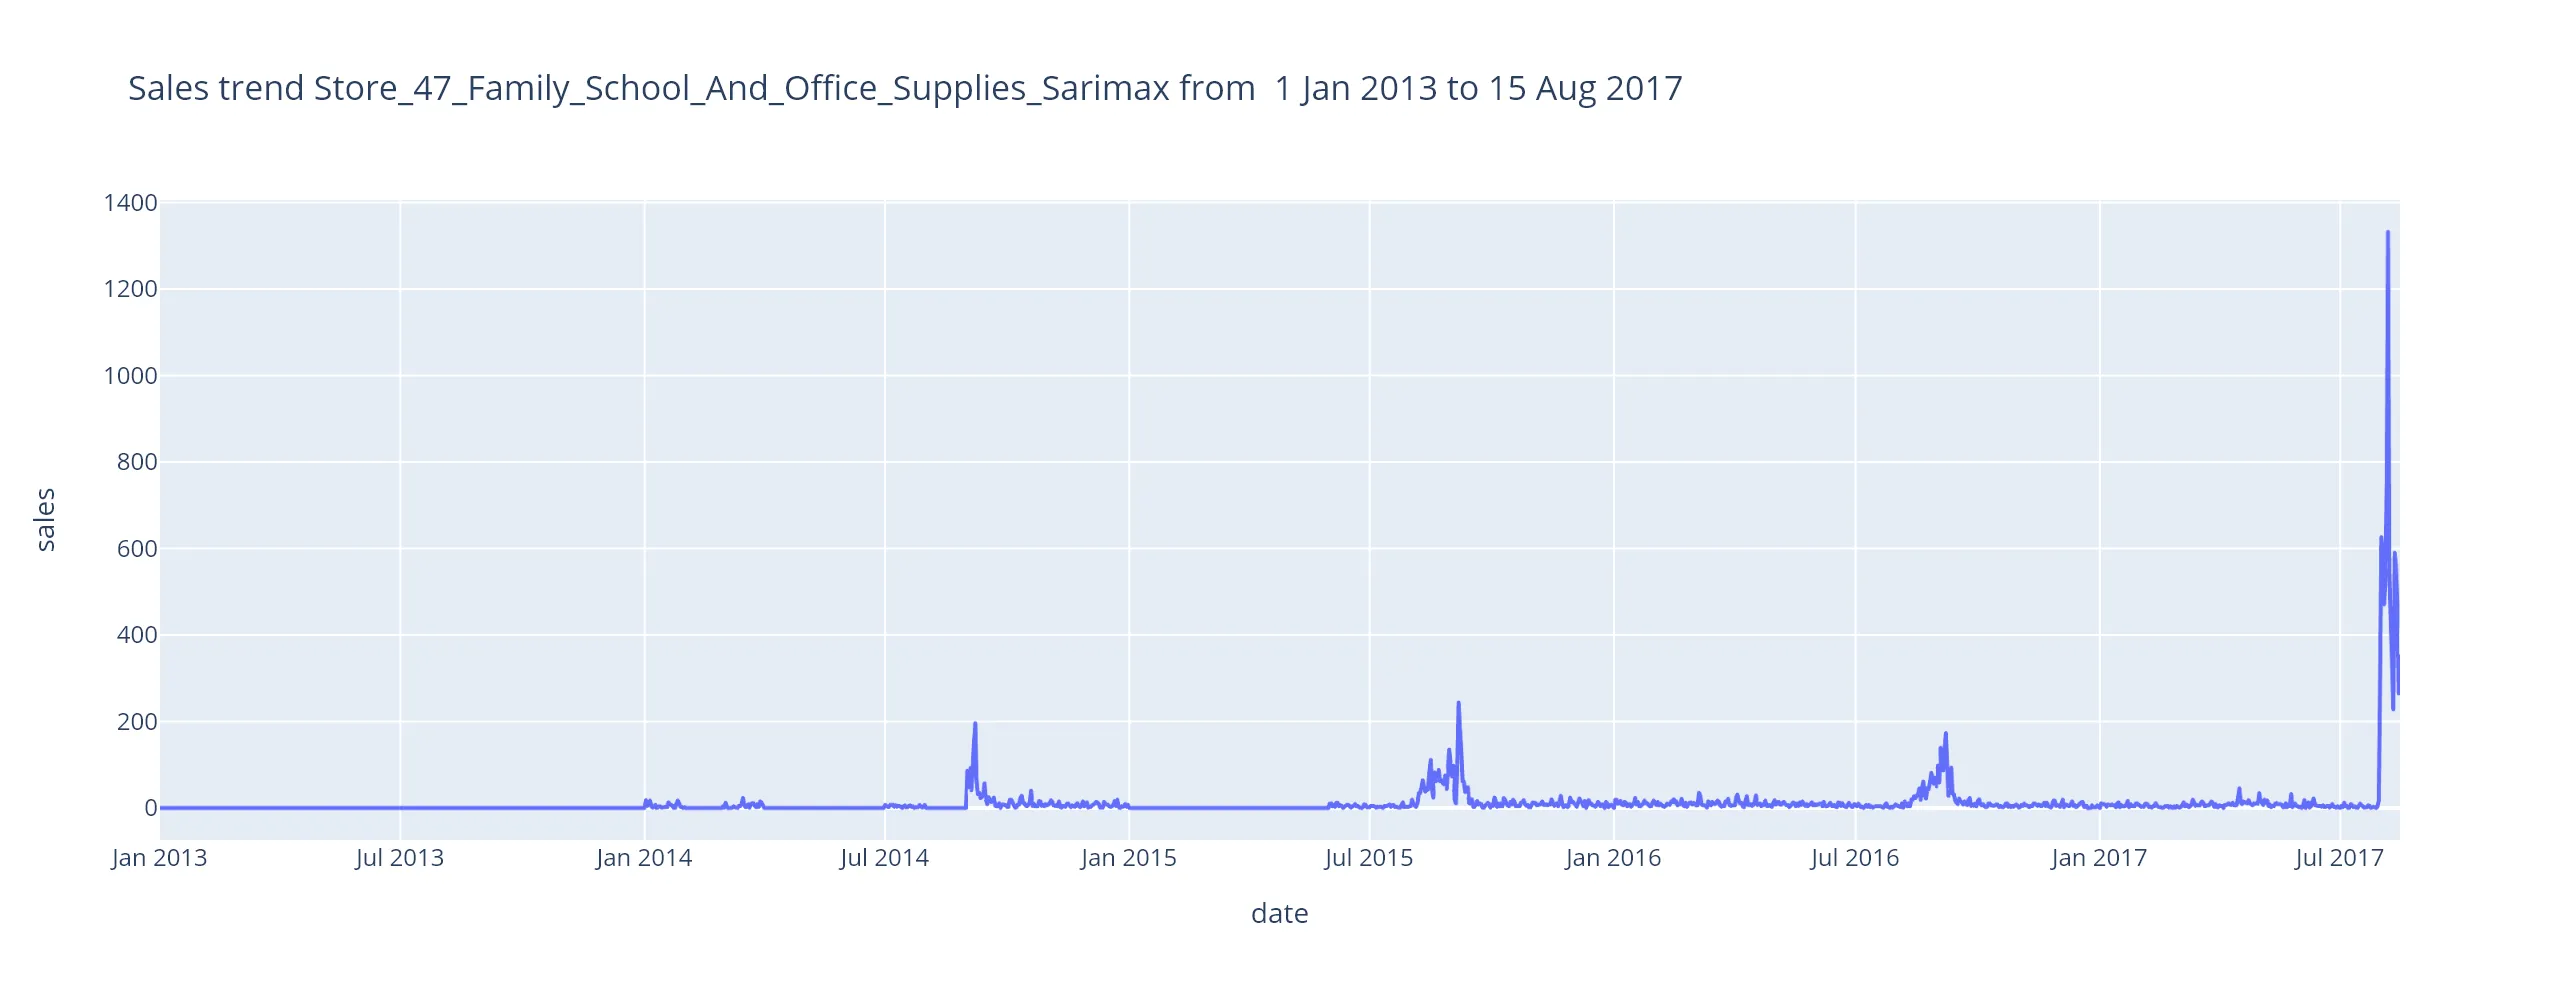 Sales trend Store_47_Family_School_And_Office_Supplies_Sarimax from  1 Jan 2013 to 15 Aug 2017
1400
1200
1000
800
600
400
200
0
sales
Jan 2013 Jul 2013 Jan 2014 Jul 2014 Jan 2015 Jul 2015 Jan 2016 Jul 2016 Jan 2017 Jul 2017
date